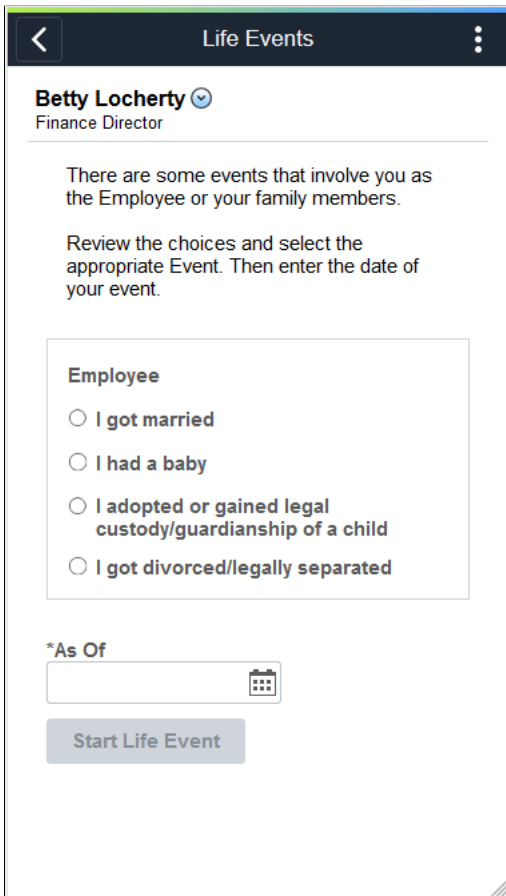 Life Events
Betty Locherty
Finance Director
There are some events that involve you as
the Employee or your family members.
Review the choices and select the
appropriate Event. Then enter the date of
your event.
Employee
I got married
I had a baby
I adopted or gained legal
custody/guardianship of a child
I got divorced/legally separated
*As Of
Start Life Event